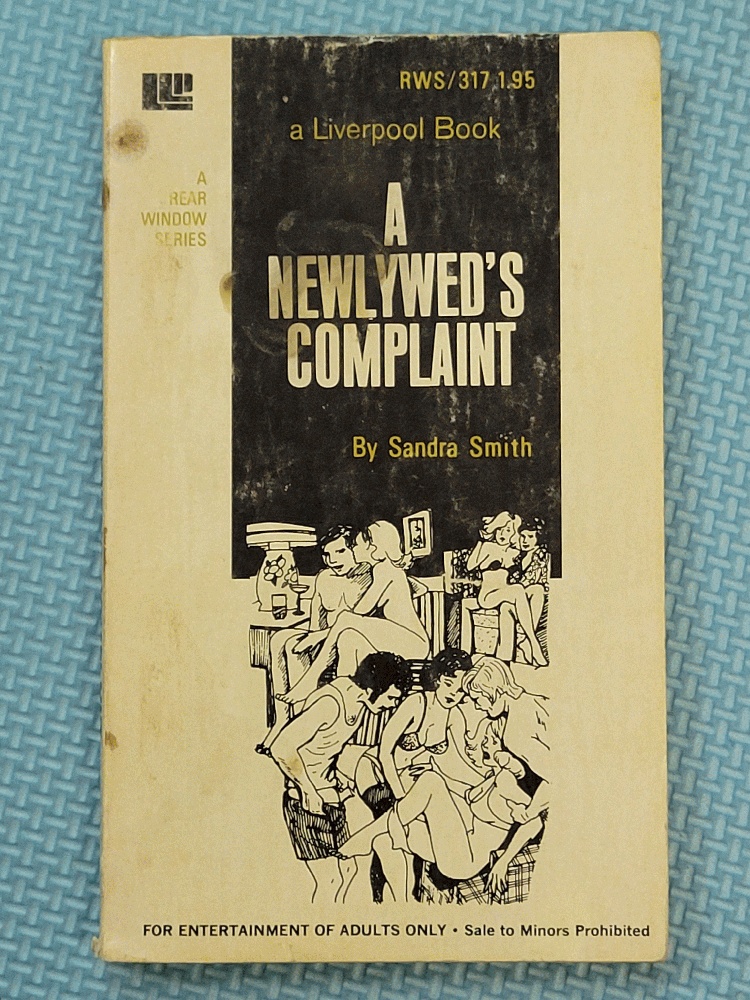 RWS/317 1.95
a Liverpool Book
A
REAR
WINDOW
SERIES
A
NEWLYWED'S
COMPLAINT
By Sandra Smith
FOR ENTERTAINMENT OF ADULTS ONLY • Sale to Minors Prohibited